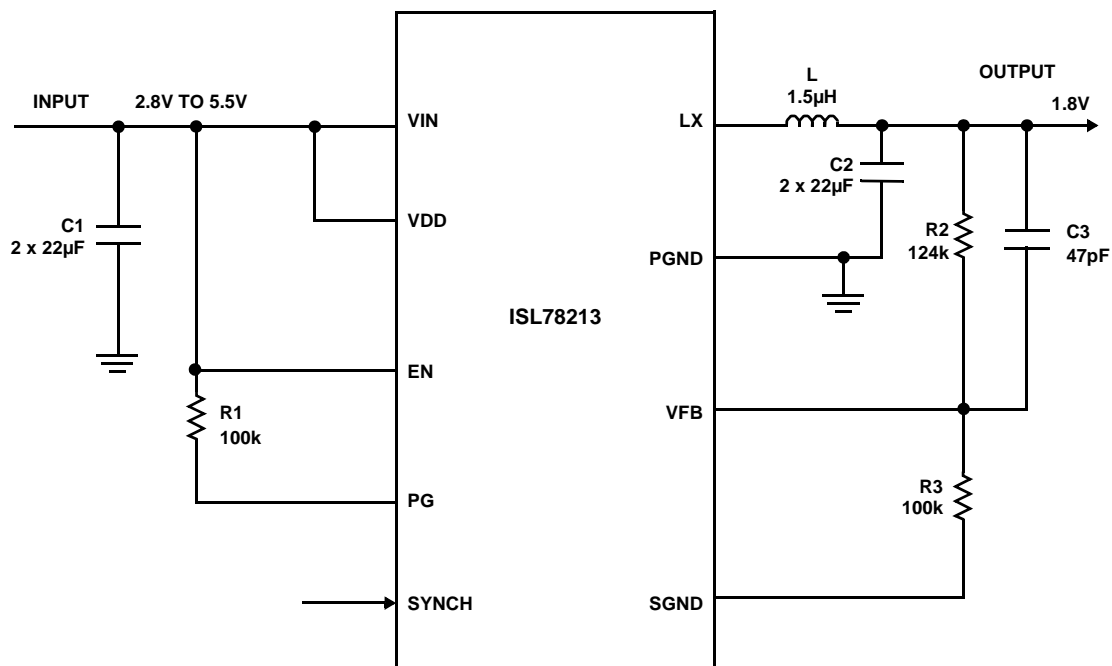 INPUT
2.8V TO 5.5V
C1
2 x 22µF
VIN
VDD
EN
R1
100k
PG
SYNCH
ISL78213
LX
PGND
VFB
SGND
L
1.5µH
OUTPUT
1.8V
C2
2 x 22µF
R2
124k
C3
47pF
R3
100k